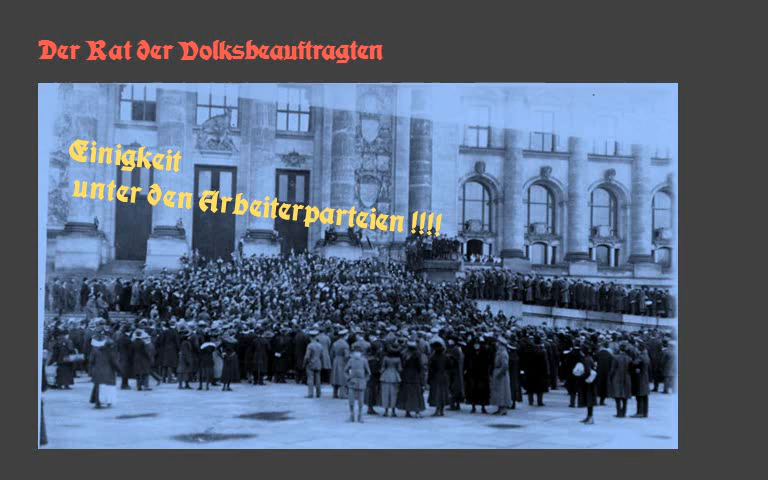 Der Rat der Volksbeauftragten
Einigkeit
unter den Arbeiterparteien !!!!